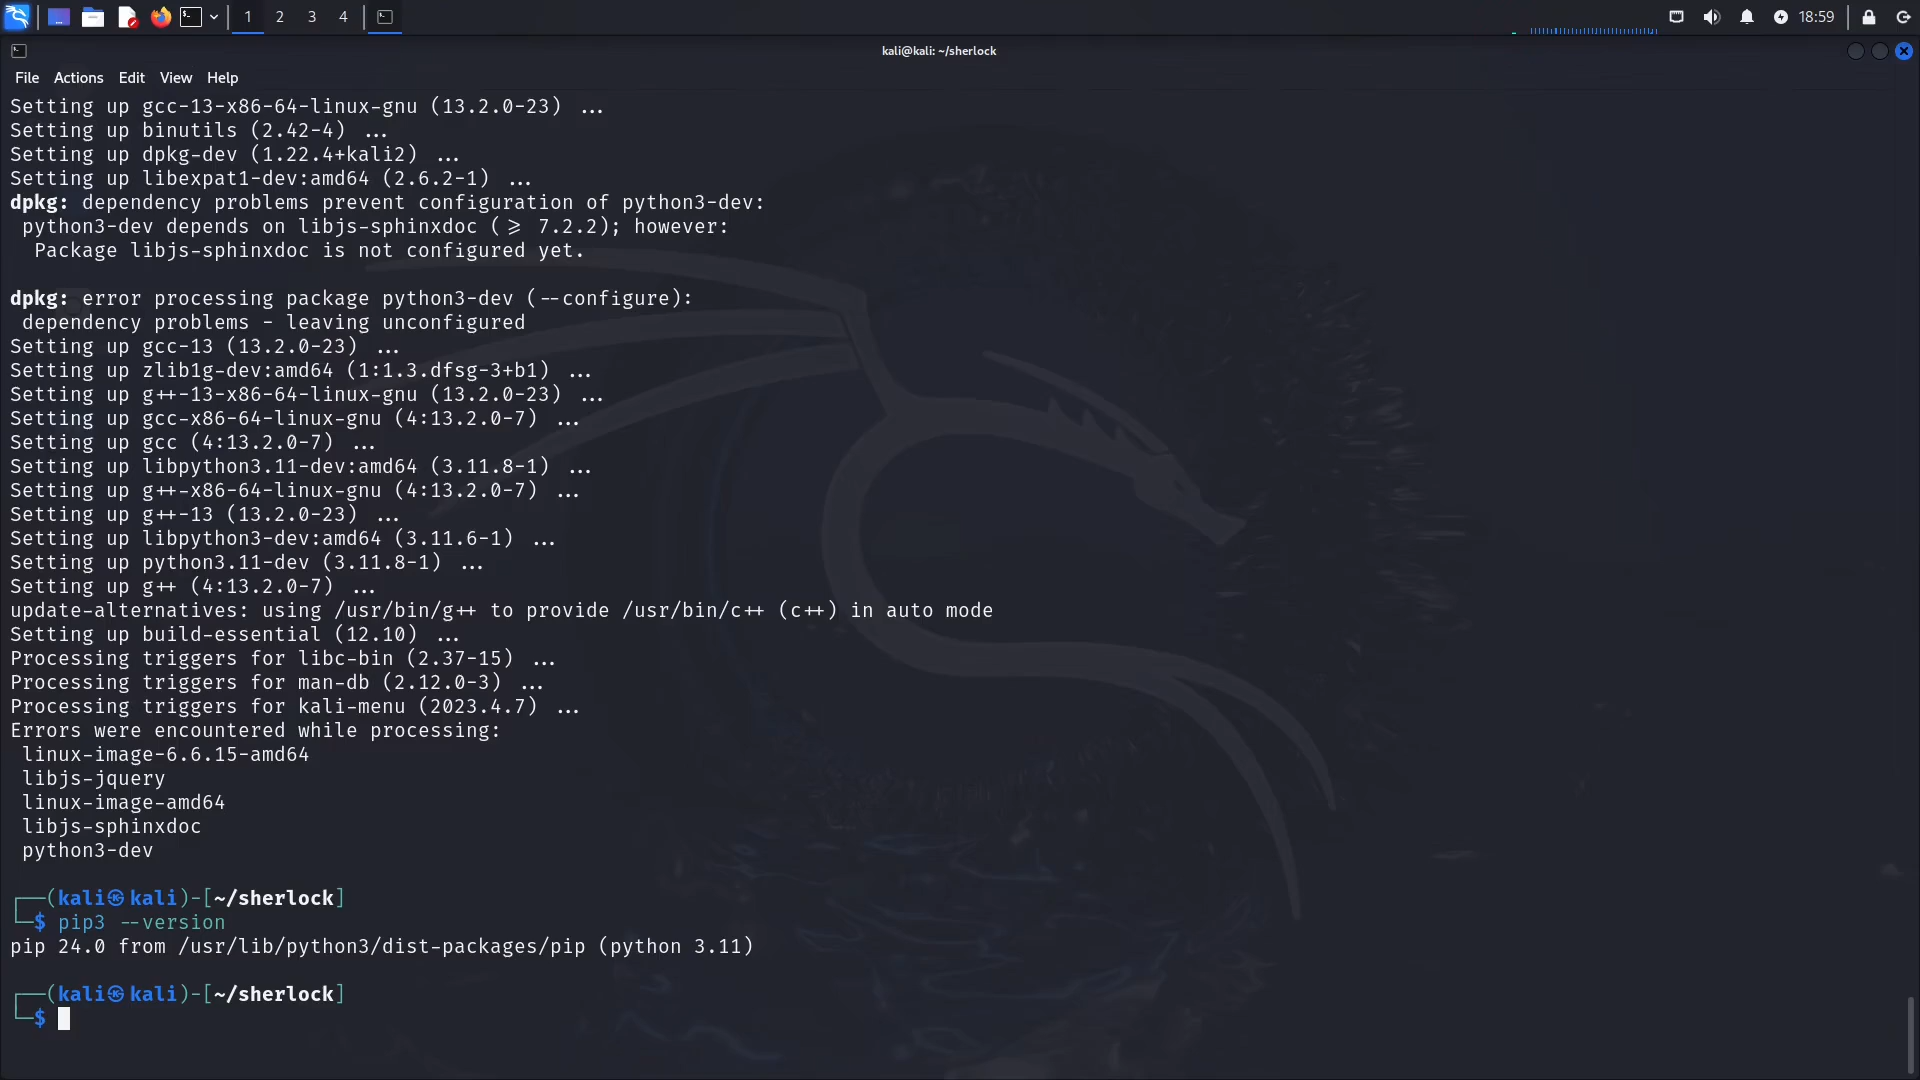 1 2 3 4
18:59
kali@kali: ~/sherlock
File Actions Edit View Help
Setting up gcc-13-x86-64-linux-gnu (13.2.0-23) ...
Setting up binutils (2.42-4) ...
Setting up dpkg-dev (1.22.4+kali2) ...
Setting up libexpat1-dev:amd64 (2.6.2-1) ...
dpkg: dependency problems prevent configuration of python3-dev:
 python3-dev depends on libjs-sphinxdoc (≥ 7.2.2); however:
  Package libjs-sphinxdoc is not configured yet.
dpkg: error processing package python3-dev (--configure):
 dependency problems - leaving unconfigured
Setting up gcc-13 (13.2.0-23) ...
Setting up zlib1g-dev:amd64 (1:1.3.dfsg-3+b1) ...
Setting up g++-13-x86-64-linux-gnu (13.2.0-23) ...
Setting up gcc-x86-64-linux-gnu (4:13.2.0-7) ...
Setting up gcc (4:13.2.0-7) ...
Setting up libpython3.11-dev:amd64 (3.11.8-1) ...
Setting up g++-x86-64-linux-gnu (4:13.2.0-7) ...
Setting up g++-13 (13.2.0-23) ...
Setting up libpython3-dev:amd64 (3.11.6-1) ...
Setting up python3.11-dev (3.11.8-1) ...
Setting up g++ (4:13.2.0-7) ...
update-alternatives: using /usr/bin/g++ to provide /usr/bin/c++ (c++) in auto mode
Setting up build-essential (12.10) ...
Processing triggers for libc-bin (2.37-15) ...
Processing triggers for man-db (2.12.0-3) ...
Processing triggers for kali-menu (2023.4.7) ...
Errors were encountered while processing:
 linux-image-6.6.15-amd64
 libjs-jquery
 linux-image-amd64
 libjs-sphinxdoc
 python3-dev
┌──(kali㉿kali)-[~/sherlock]
└─$ pip3 --version
pip 24.0 from /usr/lib/python3/dist-packages/pip (python 3.11)
┌──(kali㉿kali)-[~/sherlock]
└─$